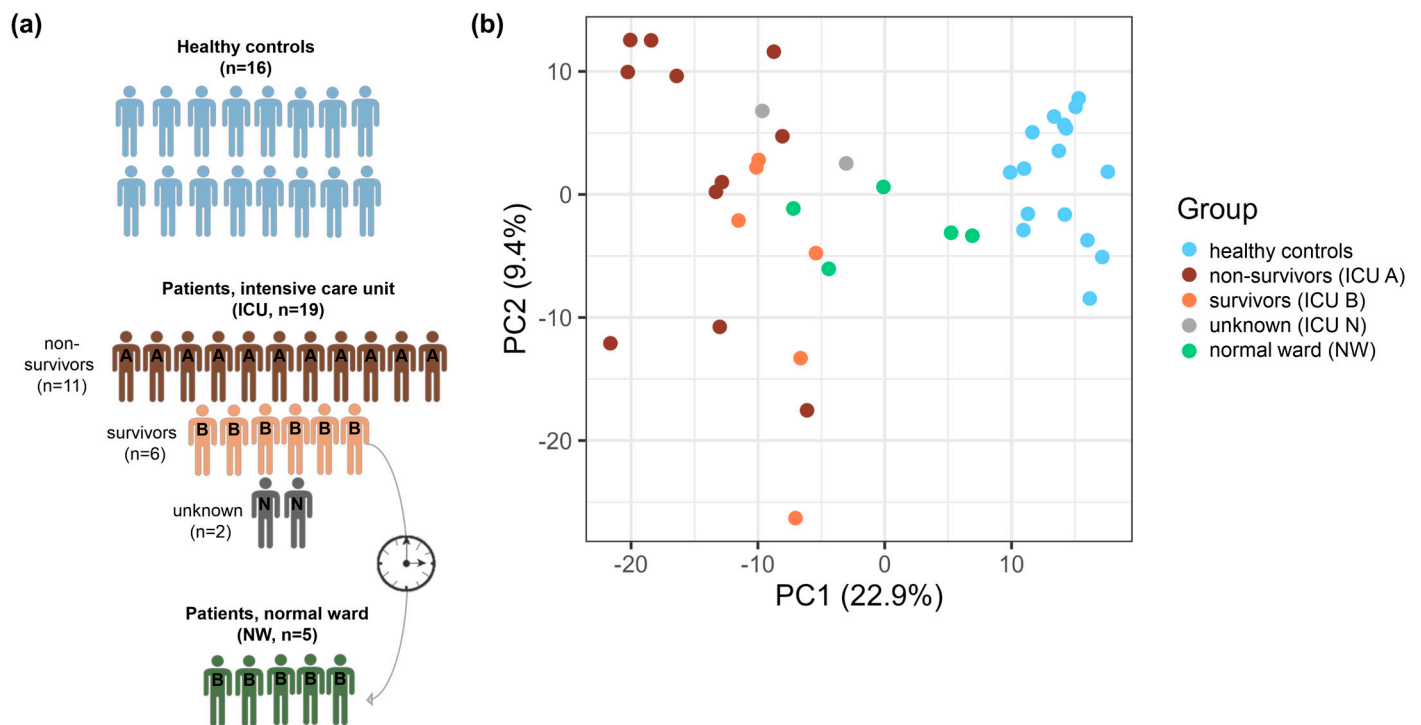 (a)
Healthy controls
(n=16)
Patients, intensive care unit
(ICU, n=19)
non-
survivors
(n=11)
A A A A A A A A A A A
survivors
(n=6)
B B B B B B
unknown
(n=2)
N N
Patients, normal ward
(NW, n=5)
B B B B B
(b)
10
0
-10
-20
PC2 (9.4%)
-20 -10 0 10
PC1 (22.9%)
Group
healthy controls
non-survivors (ICU A)
survivors (ICU B)
unknown (ICU N)
normal ward (NW)